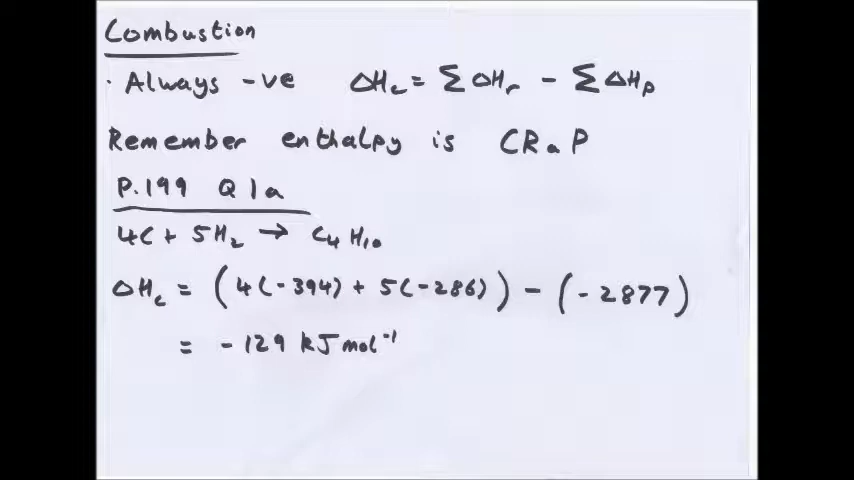 Combustion
· Always -ve ΔHc = ΣΔHr - ΣΔHp
Remember enthalpy is CRaP
P.199 Q1a
4C + 5H₂ → C₄H₁₀
ΔHc = (4(-394) + 5(-286)) - (-2877)
= -129 kJ mol⁻¹